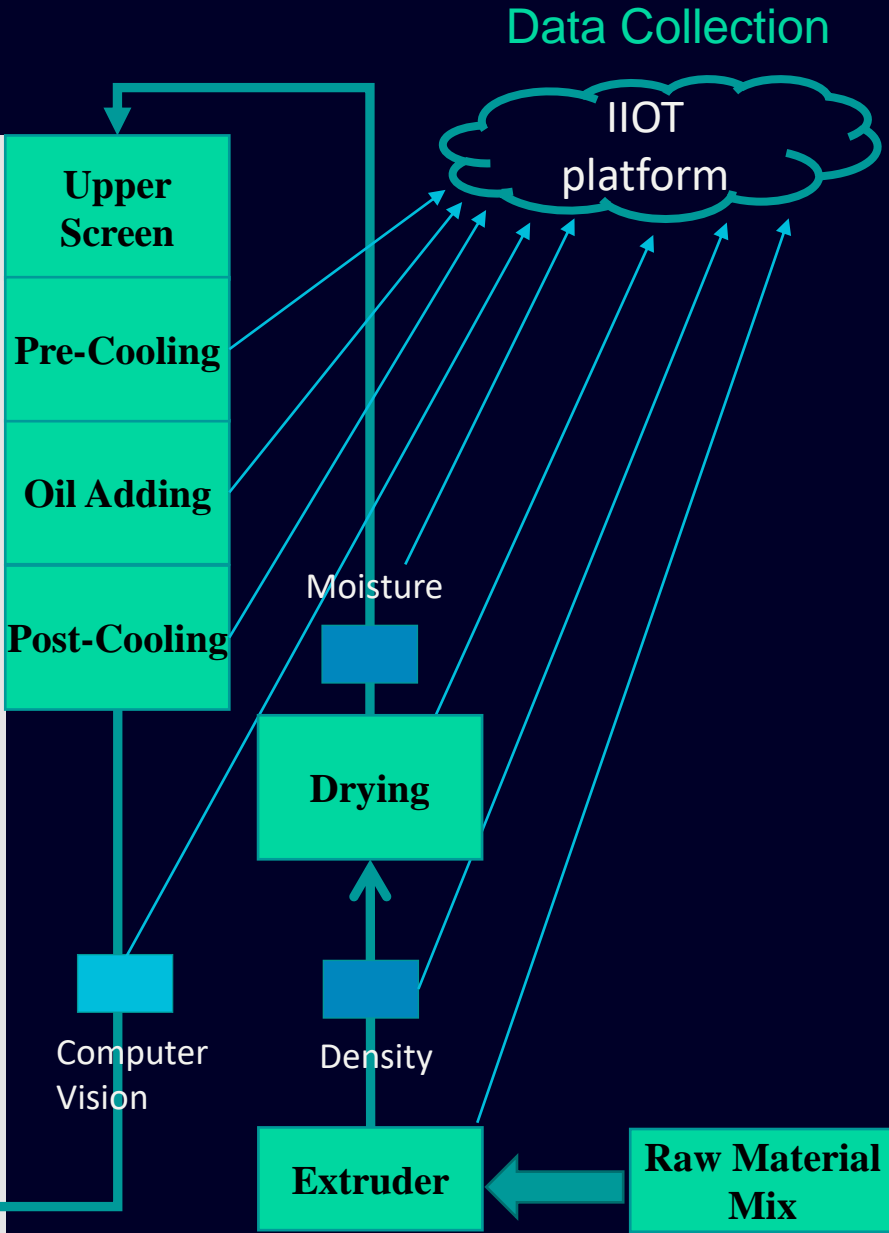 Data Collection
IIOT
platform
Upper
Screen
Pre-Cooling
Oil Adding
Post-Cooling
Moisture
Drying
Computer
Vision
Density
Extruder
Raw Material
Mix